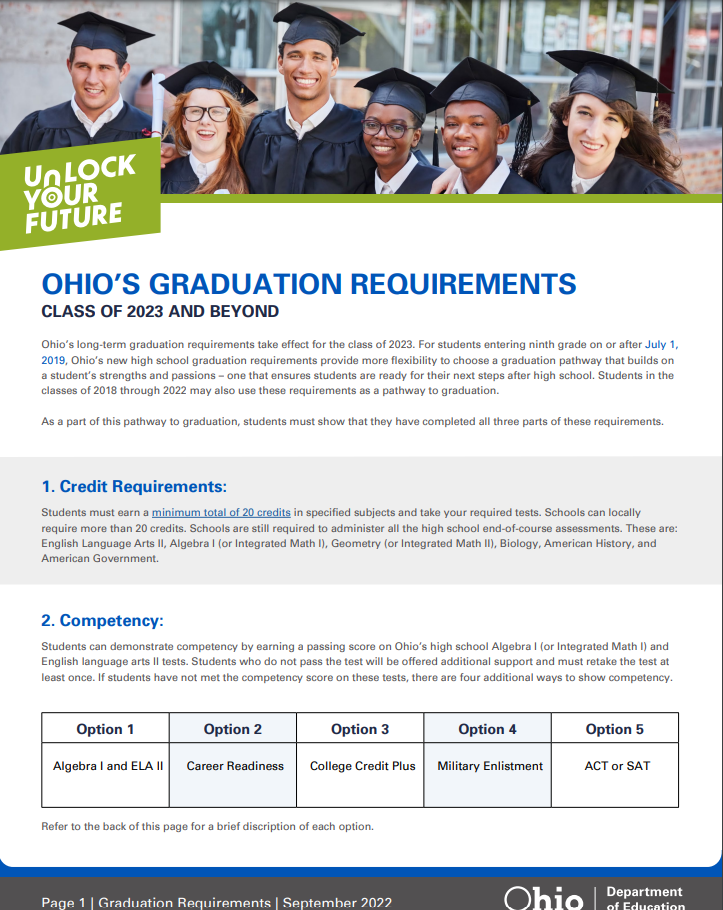 UnLOCK
YOUR
FUTURE
OHIO'S GRADUATION REQUIREMENTS
CLASS OF 2023 AND BEYOND
Ohio's long-term graduation requirements take effect for the class of 2023. For students entering ninth grade on or after July 1,
2019, Ohio's new high school graduation requirements provide more flexibility to choose a graduation pathway that builds on
a student's strengths and passions – one that ensures students are ready for their next steps after high school. Students in the
classes of 2018 through 2022 may also use these requirements as a pathway to graduation.
As a part of this pathway to graduation, students must show that they have completed all three parts of these requirements.
1. Credit Requirements:
Students must earn a minimum total of 20 credits in specified subjects and take your required tests. Schools can locally
require more than 20 credits. Schools are still required to administer all the high school end-of-course assessments. These are:
English Language Arts II, Algebra I (or Integrated Math I), Geometry (or Integrated Math II), Biology, American History, and
American Government.
2. Competency:
Students can demonstrate competency by earning a passing score on Ohio's high school Algebra I (or Integrated Math I) and
English language arts II tests. Students who do not pass the test will be offered additional support and must retake the test at
least once. If students have not met the competency score on these tests, there are four additional ways to show competency.
Option 1 Option 2 Option 3 Option 4 Option 5
Algebra I and ELA II Career Readiness College Credit Plus Military Enlistment ACT or SAT
Refer to the back of this page for a brief discription of each option.
Page 1 | Graduation Requirements | September 2022
Ohio | Department
of Education